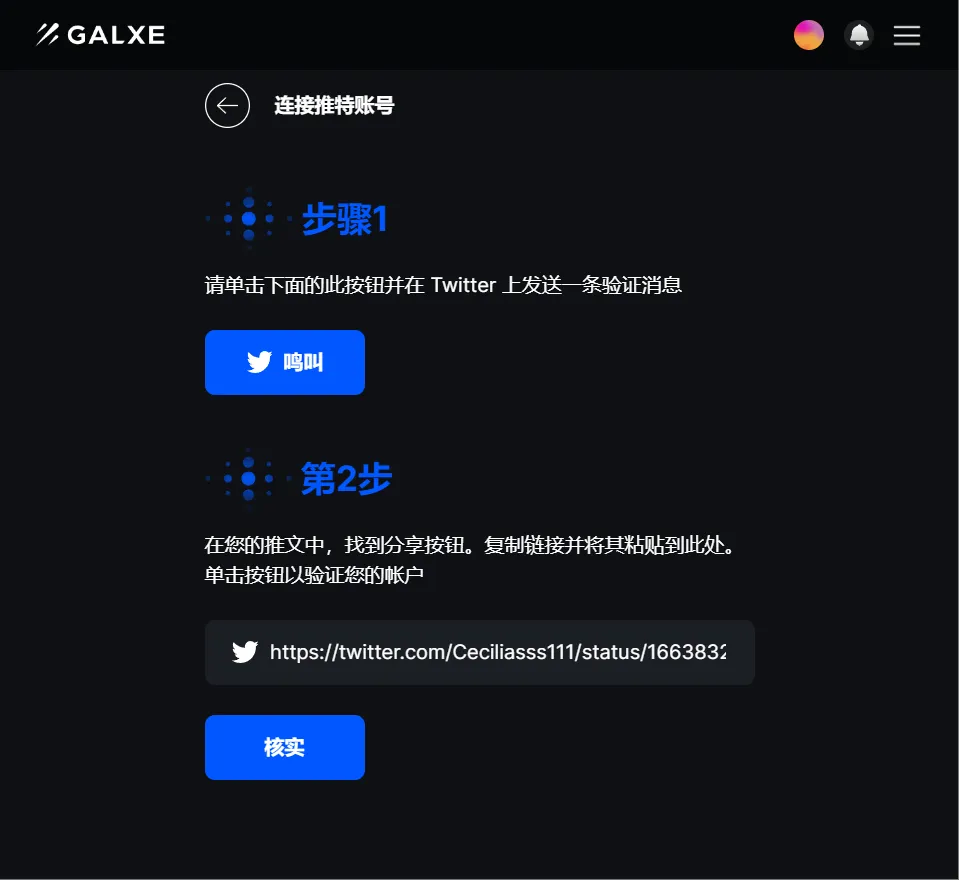 GALXE
连接推特账号
步骤1
请单击下面的此按钮并在 Twitter 上发送一条验证消息
鸣叫
第2步
在您的推文中，找到分享按钮。复制链接并将其粘贴到此处。
单击按钮以验证您的帐户
https://twitter.com/Ceciliasss111/status/1663832
核实